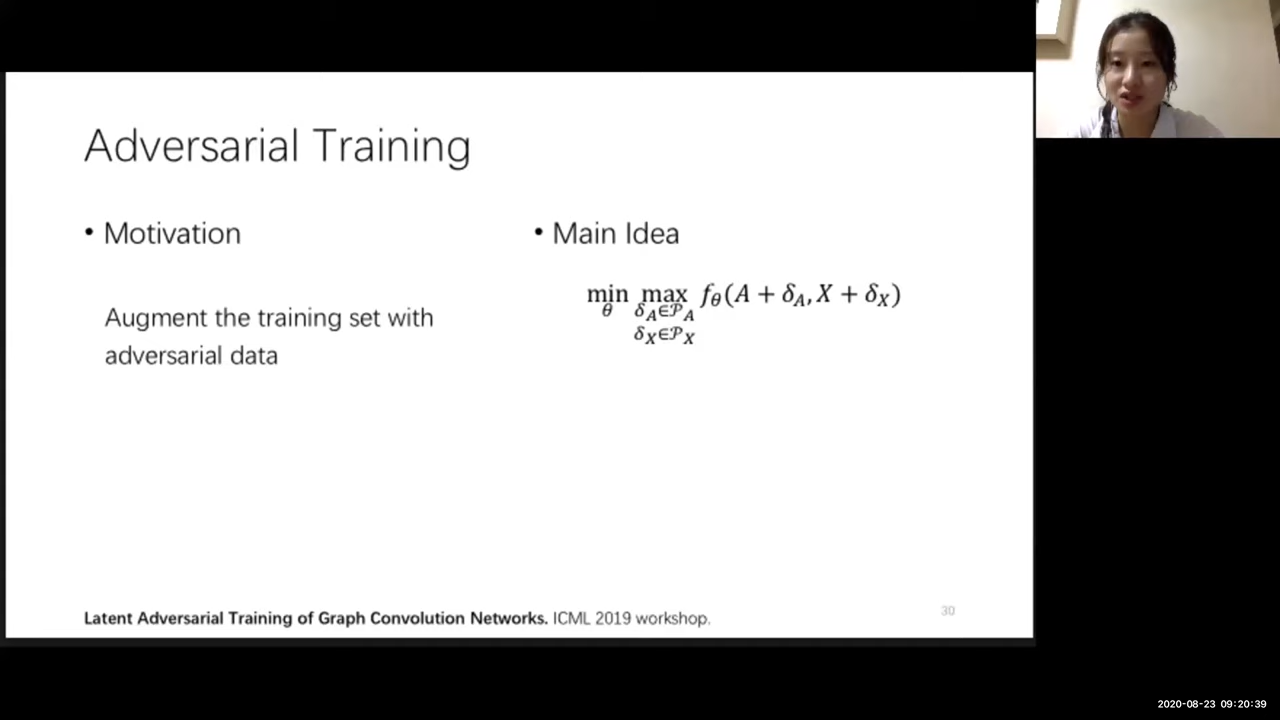 Adversarial Training
• Motivation
Augment the training set with
adversarial data
• Main Idea
min max f_θ(A + δ_A, X + δ_X)
θ δ_A∈𝒫_A
δ_X∈𝒫_X
Latent Adversarial Training of Graph Convolution Networks. ICML 2019 workshop.
30
2020-08-23 09:20:39